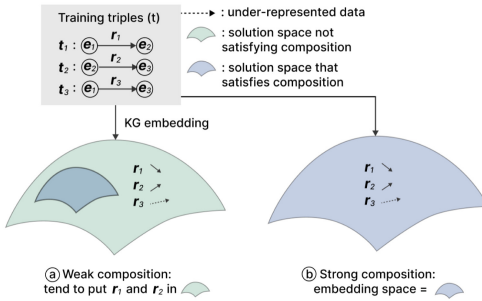 Training triples (t)
t1 : e1 r1 e2
t2 : e2 r2 e3
t3 : e1 r3 e3
: under-represented data
: solution space not
satisfying composition
: solution space that
satisfies composition
KG embedding
r1
r2
r3
r1
r2
r3
a Weak composition:
tend to put r1 and r2 in
b Strong composition:
embedding space =